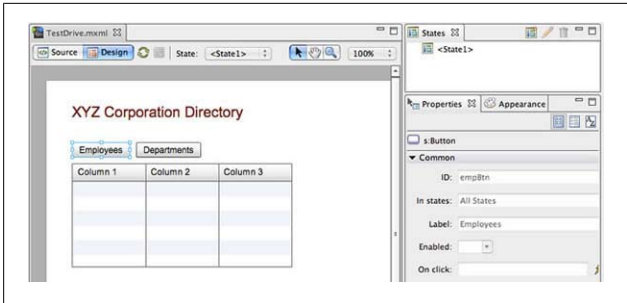 TestDrive.mxml
Source Design State: <State1> 100%
XYZ Corporation Directory
Employees Departments
Column 1 Column 2 Column 3
States
<State1>
Properties Appearance
s:Button
Common
ID: empBtn
In states: All States
Label: Employees
Enabled:
On click: